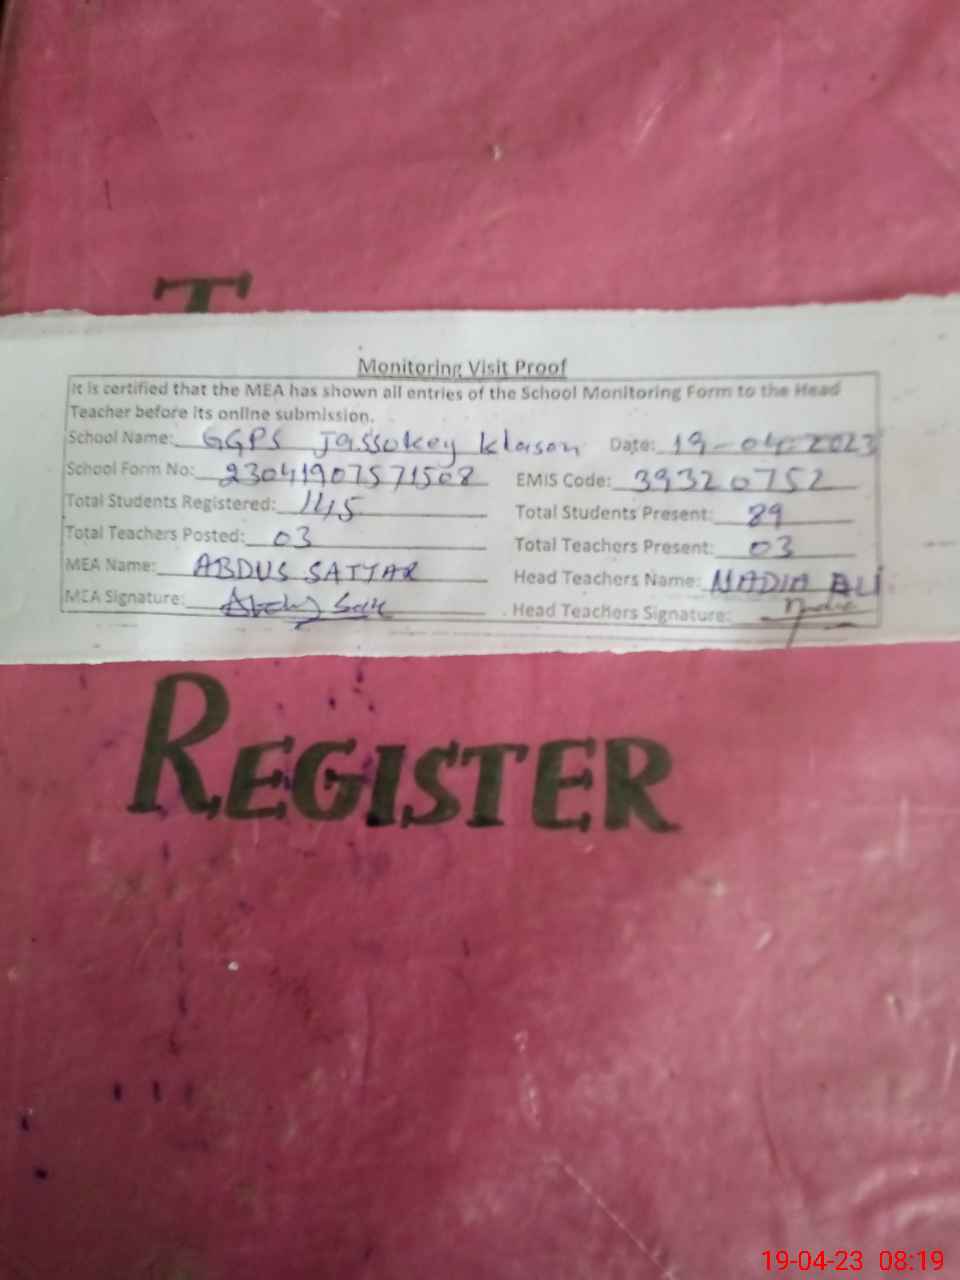 T
Monitoring Visit Proof
It is certified that the MEA has shown all entries of the School Monitoring Form to the Head
Teacher before its online submission.
School Name: GGPS Jassokey Klason Date: 19-04-2023
School Form No: 23041907571508 EMIS Code: 39320752
Total Students Registered: 145 Total Students Present: 89
Total Teachers Posted: 03 Total Teachers Present: 03
MEA Name: ABDUS SATTAR Head Teachers Name: NADIA ALI
MEA Signature: Head Teachers Signature:
REGISTER
19-04-23 08:19